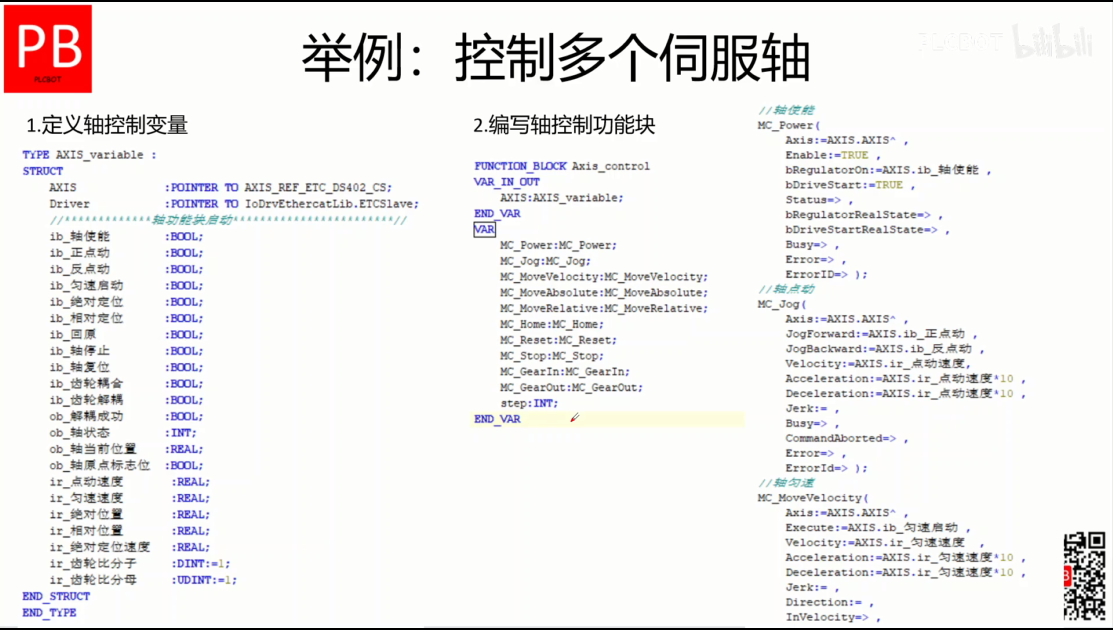 PB
PLCBOT
bilibili
举例：控制多个伺服轴
1.定义轴控制变量
TYPE AXIS_variable :
STRUCT
AXIS :POINTER TO AXIS_REF_ETC_DS402_CS;
Driver :POINTER TO IoDrvEthercatLib.ETCSlave;
//*************轴功能块启动************************//
ib_轴使能 :BOOL;
ib_正点动 :BOOL;
ib_反点动 :BOOL;
ib_匀速启动 :BOOL;
ib_绝对定位 :BOOL;
ib_相对定位 :BOOL;
ib_回原 :BOOL;
ib_轴停止 :BOOL;
ib_轴复位 :BOOL;
ib_齿轮耦合 :BOOL;
ib_齿轮解耦 :BOOL;
ob_解耦成功 :BOOL;
ob_轴状态 :INT;
ob_轴当前位置 :REAL;
ob_轴原点标志位 :BOOL;
ir_点动速度 :REAL;
ir_匀速速度 :REAL;
ir_绝对位置 :REAL;
ir_相对位置 :REAL;
ir_绝对定位速度 :REAL;
ir_齿轮比分子 :DINT:=1;
ir_齿轮比分母 :UDINT:=1;
END_STRUCT
END_TYPE
2.编写轴控制功能块
FUNCTION_BLOCK Axis_control
VAR_IN_OUT
AXIS:AXIS_variable;
END_VAR
VAR
MC_Power:MC_Power;
MC_Jog:MC_Jog;
MC_MoveVelocity:MC_MoveVelocity;
MC_MoveAbsolute:MC_MoveAbsolute;
MC_MoveRelative:MC_MoveRelative;
MC_Home:MC_Home;
MC_Reset:MC_Reset;
MC_Stop:MC_Stop;
MC_GearIn:MC_GearIn;
MC_GearOut:MC_GearOut;
step:INT;
END_VAR
//轴使能
MC_Power(
Axis:=AXIS.AXIS^ ,
Enable:=TRUE ,
bRegulatorOn:=AXIS.ib_轴使能 ,
bDriveStart:=TRUE ,
Status=> ,
bRegulatorRealState=> ,
bDriveStartRealState=> ,
Busy=> ,
Error=> ,
ErrorID=> );
//轴点动
MC_Jog(
Axis:=AXIS.AXIS^ ,
JogForward:=AXIS.ib_正点动 ,
JogBackward:=AXIS.ib_反点动 ,
Velocity:=AXIS.ir_点动速度,
Acceleration:=AXIS.ir_点动速度*10 ,
Deceleration:=AXIS.ir_点动速度*10 ,
Jerk:= ,
Busy=> ,
CommandAborted=> ,
Error=> ,
ErrorId=> );
//轴匀速
MC_MoveVelocity(
Axis:=AXIS.AXIS^ ,
Execute:=AXIS.ib_匀速启动 ,
Velocity:=AXIS.ir_匀速速度 ,
Acceleration:=AXIS.ir_匀速速度*10 ,
Deceleration:=AXIS.ir_匀速速度*10 ,
Jerk:= ,
Direction:= ,
InVelocity=> ,